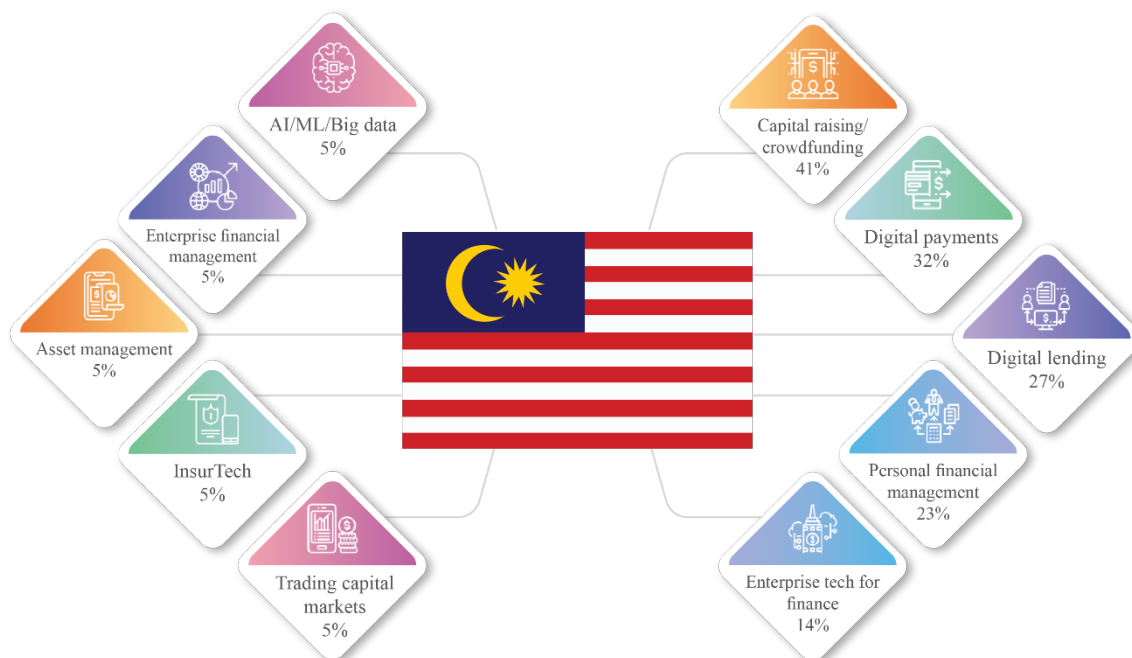 AI/ML/Big data
5%
Enterprise financial
management
5%
Asset management
5%
InsurTech
5%
Trading capital
markets
5%
Capital raising/
crowdfunding
41%
Digital payments
32%
Digital lending
27%
Personal financial
management
23%
Enterprise tech for
finance
14%